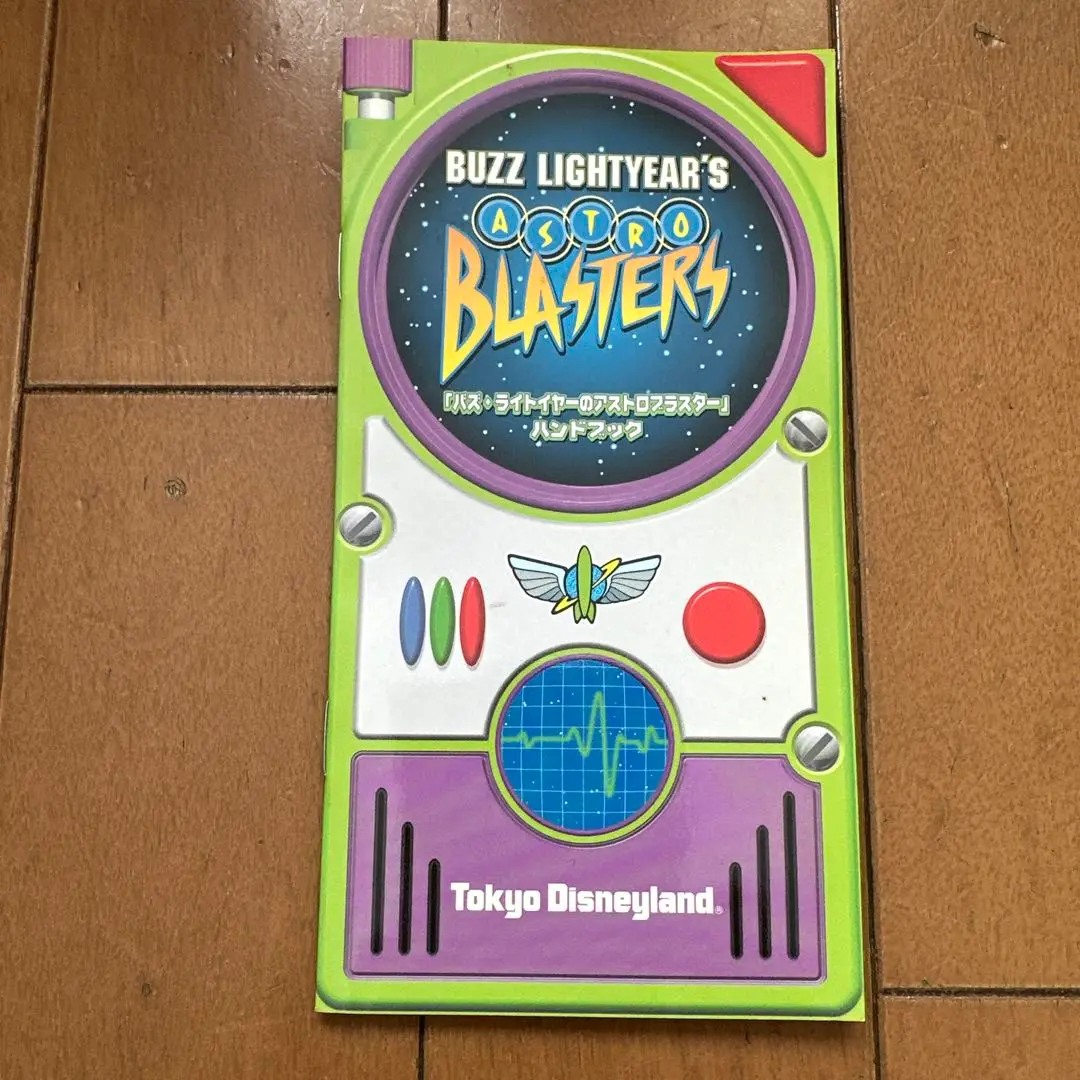 BUZZ LIGHTYEAR'S
ASTRO
BLASTERS
「バズ・ライトイヤーのアストロブラスター」
ハンドブック
Tokyo Disneyland®